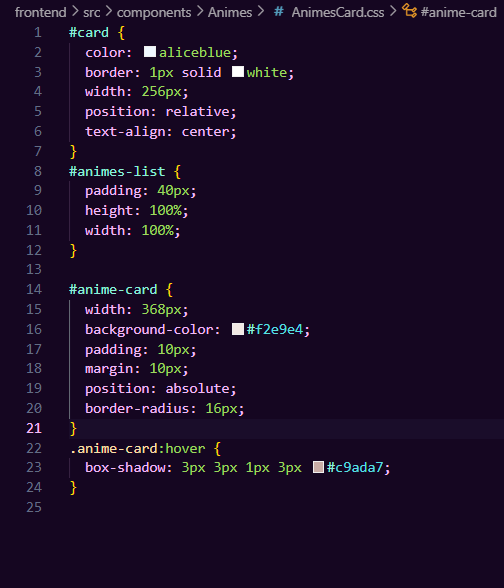 frontend > src > components > Animes > # AnimesCard.css > #anime-card
1 #card {
2   color: aliceblue;
3   border: 1px solid white;
4   width: 256px;
5   position: relative;
6   text-align: center;
7 }
8 #animes-list {
9   padding: 40px;
10   height: 100%;
11   width: 100%;
12 }
13
14 #anime-card {
15   width: 368px;
16   background-color: #f2e9e4;
17   padding: 10px;
18   margin: 10px;
19   position: absolute;
20   border-radius: 16px;
21 }
22 .anime-card:hover {
23   box-shadow: 3px 3px 1px 3px #c9ada7;
24 }
25